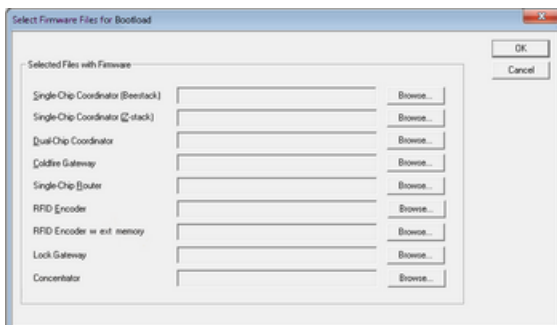 Select Firmware Files for Bootload
OK
Cancel
Selected Files with Firmware
Single-Chip Coordinator (Beestack) Browse...
Single-Chip Coordinator (Z-stack) Browse...
Dual-Chip Coordinator Browse...
Coldfire Gateway Browse...
Single-Chip Router Browse...
RFID Encoder Browse...
RFID Encoder w ext memory Browse...
Lock Gateway Browse...
Concentrator Browse...